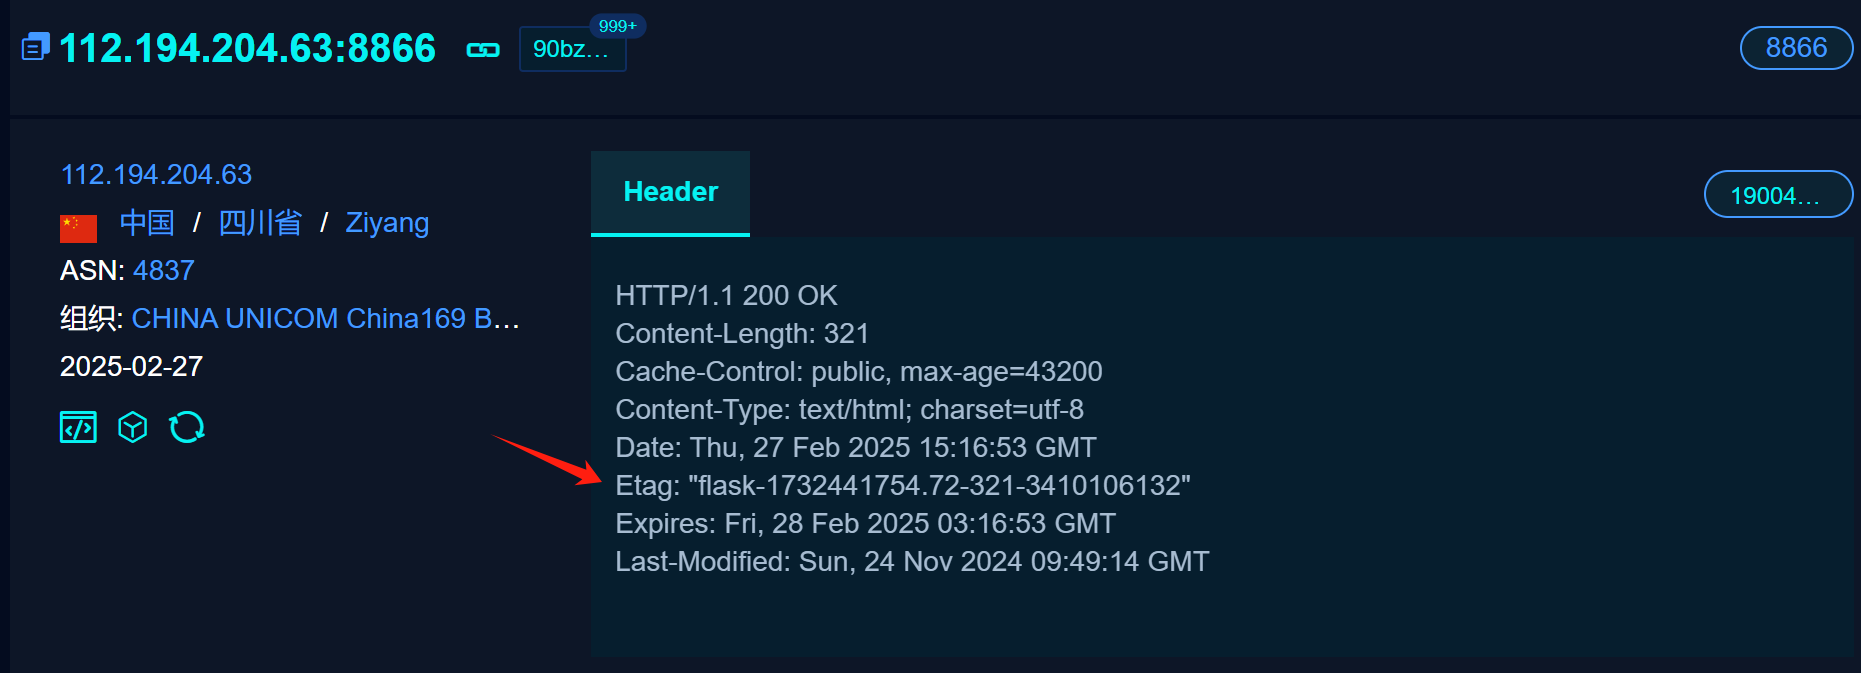 112.194.204.63:8866
90bz...
999+
8866
112.194.204.63
中国 / 四川省 / Ziyang
ASN: 4837
组织: CHINA UNICOM China169 B...
2025-02-27
Header
19004...
HTTP/1.1 200 OK
Content-Length: 321
Cache-Control: public, max-age=43200
Content-Type: text/html; charset=utf-8
Date: Thu, 27 Feb 2025 15:16:53 GMT
Etag: "flask-1732441754.72-321-3410106132"
Expires: Fri, 28 Feb 2025 03:16:53 GMT
Last-Modified: Sun, 24 Nov 2024 09:49:14 GMT